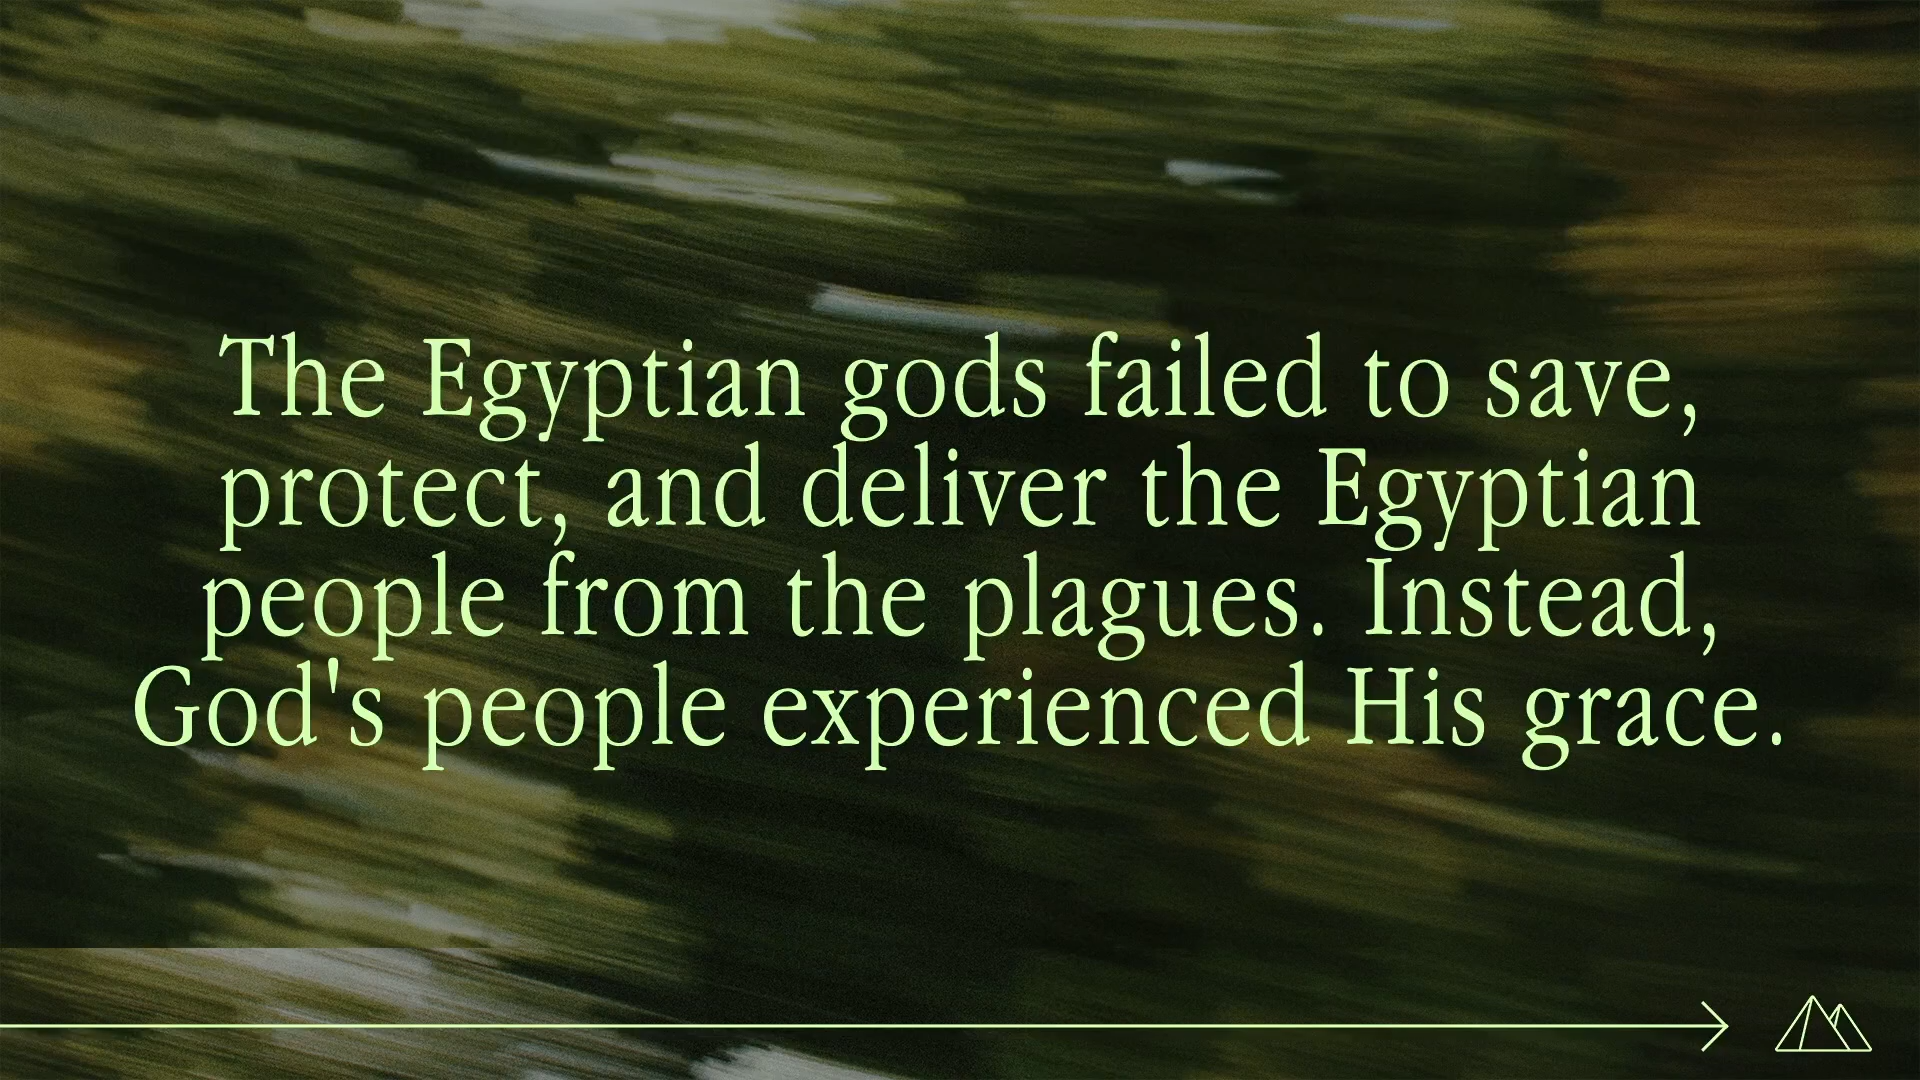 The Egyptian gods failed to save,
protect, and deliver the Egyptian
people from the plagues. Instead,
God's people experienced His grace.